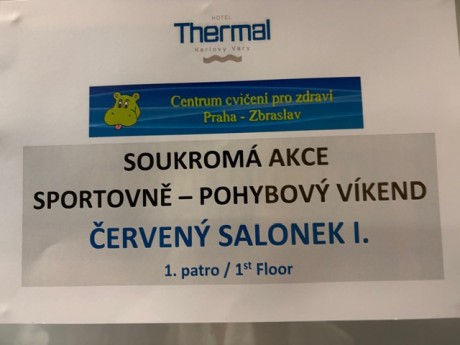 HOTEL
Thermal
Karlovy Vary
Centrum cvičení pro zdraví
Praha - Zbraslav
SOUKROMÁ AKCE
SPORTOVNĚ – POHYBOVÝ VÍKEND
ČERVENÝ SALONEK I.
1. patro / 1st Floor